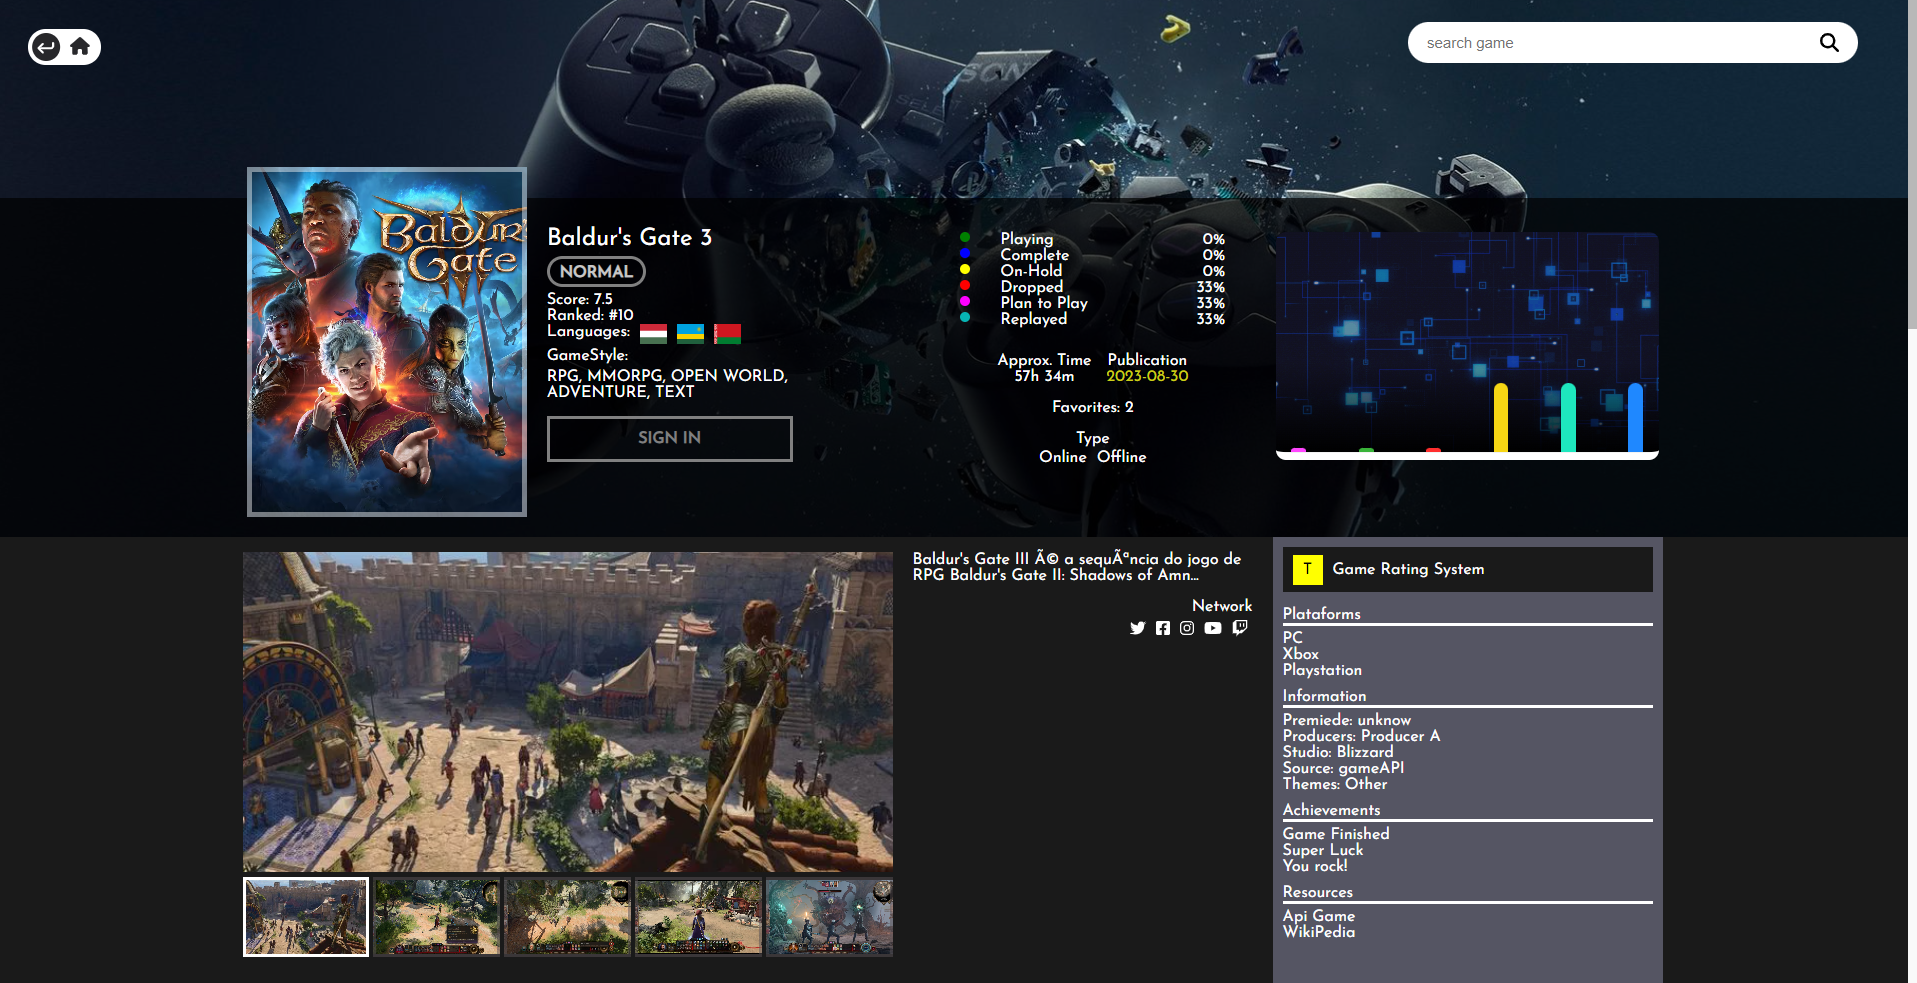 search game
SONY
SELECT
Baldur's
Gate
Baldur's Gate 3
NORMAL
Score: 7.5
Ranked: #10
Languages:
GameStyle:
RPG, MMORPG, OPEN WORLD,
ADVENTURE, TEXT
SIGN IN
Playing 0%
Complete 0%
On-Hold 0%
Dropped 33%
Plan to Play 33%
Replayed 33%
Approx. Time Publication
57h 34m 2023-08-30
Favorites: 2
Type
Online Offline
Baldur's Gate III Ã© a sequÃªncia do jogo de
RPG Baldur's Gate II: Shadows of Amn...
Network
T Game Rating System
Plataforms
PC
Xbox
Playstation
Information
Premiede: unknow
Producers: Producer A
Studio: Blizzard
Source: gameAPI
Themes: Other
Achievements
Game Finished
Super Luck
You rock!
Resources
Api Game
WikiPedia